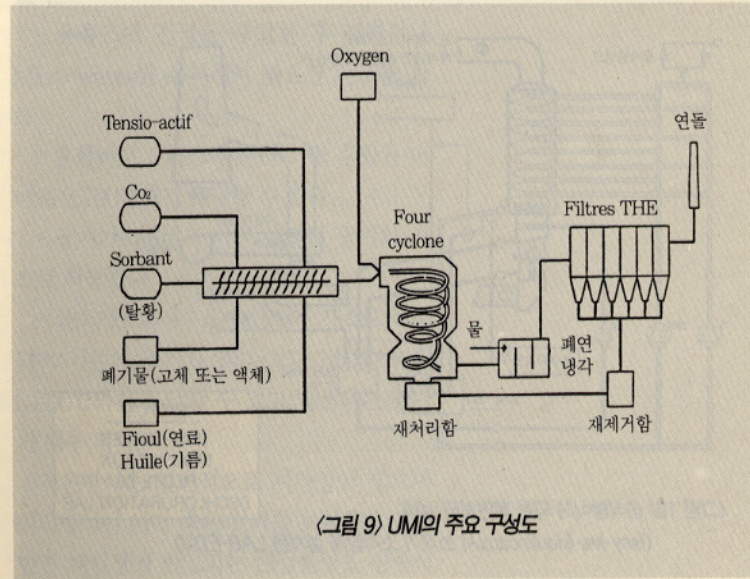 Oxygen
Tensio-actif
연돌
Co₂
Four
cyclone
Filtres THE
Sorbant
(탈황)
물
폐연
냉각
폐기물(고체 또는 액체)
재처리함
재제거함
Fioul(연료)
Huile(기름)
〈그림 9〉 UMI의 주요 구성도